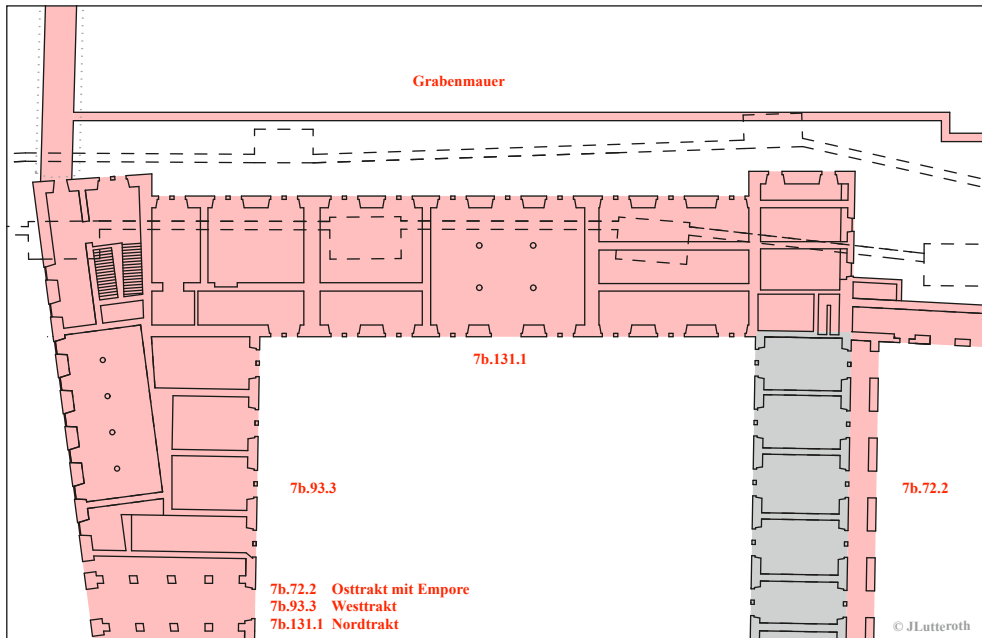 Grabenmauer
7b.131.1
7b.93.3
7b.72.2
7b.72.2 Osttrakt mit Empore
7b.93.3 Westtrakt
7b.131.1 Nordtrakt
© JLutteroth